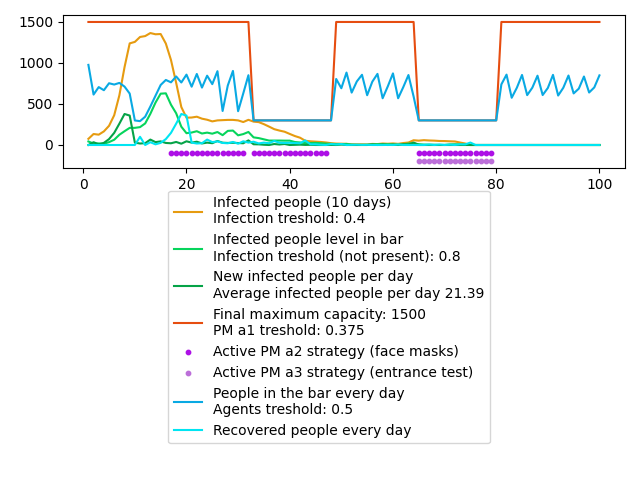 1500
1000
500
0
0
20
40
60
80
100
Infected people (10 days)
Infection treshold: 0.4
Infected people level in bar
Infection treshold (not present): 0.8
New infected people per day
Average infected people per day 21.39
Final maximum capacity: 1500
PM a1 treshold: 0.375
Active PM a2 strategy (face masks)
Active PM a3 strategy (entrance test)
People in the bar every day
Agents treshold: 0.5
Recovered people every day